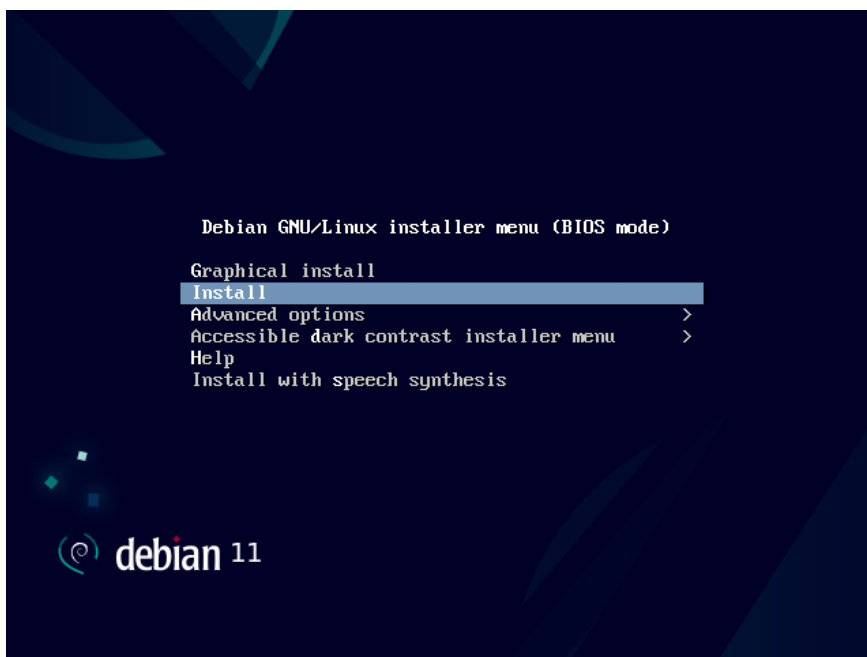 Debian GNU/Linux installer menu (BIOS mode)
Graphical install
Install
Advanced options >
Accessible dark contrast installer menu >
Help
Install with speech synthesis
debian 11